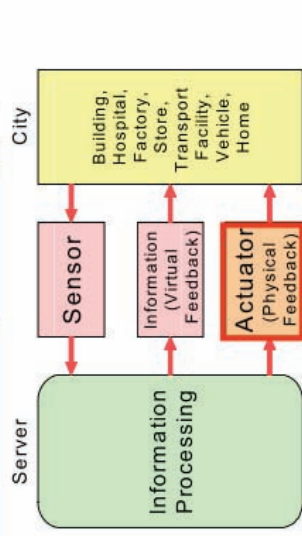 Server
City
Information
Processing
Sensor
Information
(Virtual
Feedback)
Actuator
(Physical
Feedback)
Building,
Hospital,
Factory,
Store,
Transport
Facility,
Vehicle,
Home